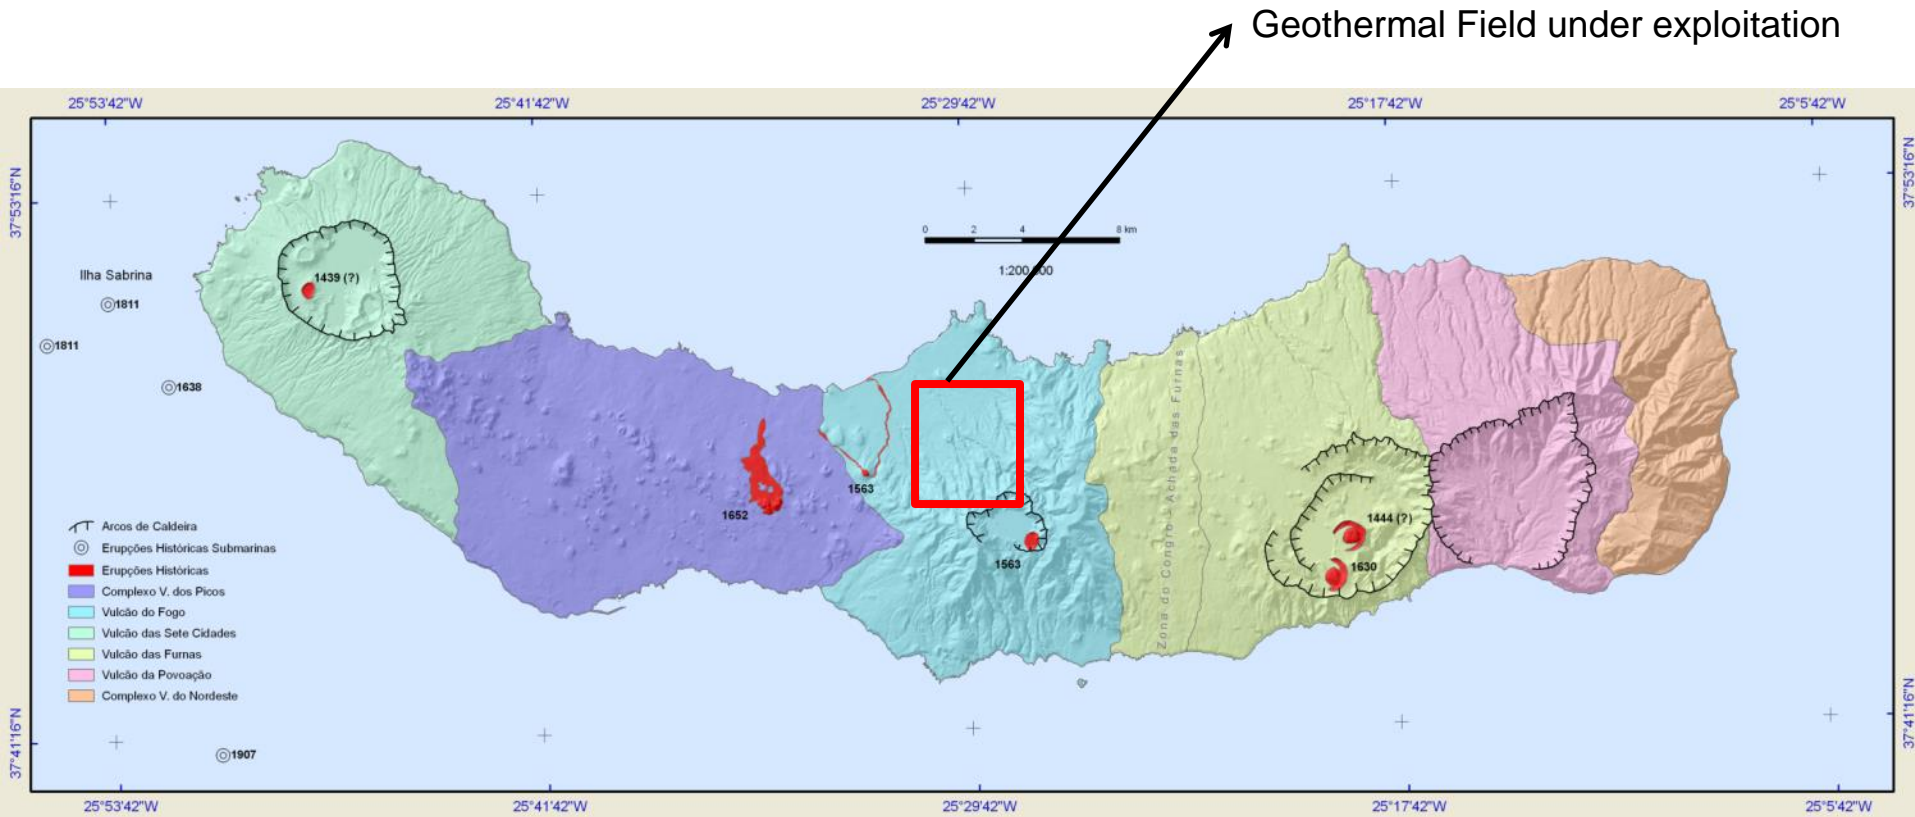 Geothermal Field under exploitation
25°53'42"W
25°41'42"W
25°29'42"W
25°17'42"W
25°5'42"W
37°53'16"N
37°53'16"N
0 2 4 8 km
1:200,000
Ilha Sabrina
1811
1811
1638
1439 (?)
1652
1563
1563
Zona do Congro - Achada das Furnas
1444 (?)
1630
Arcos de Caldeira
Erupções Históricas Submarinas
Erupções Históricas
Complexo V. dos Picos
Vulcão do Fogo
Vulcão das Sete Cidades
Vulcão das Furnas
Vulcão da Povoação
Complexo V. do Nordeste
1907
37°41'16"N
37°41'16"N
25°53'42"W
25°41'42"W
25°29'42"W
25°17'42"W
25°5'42"W